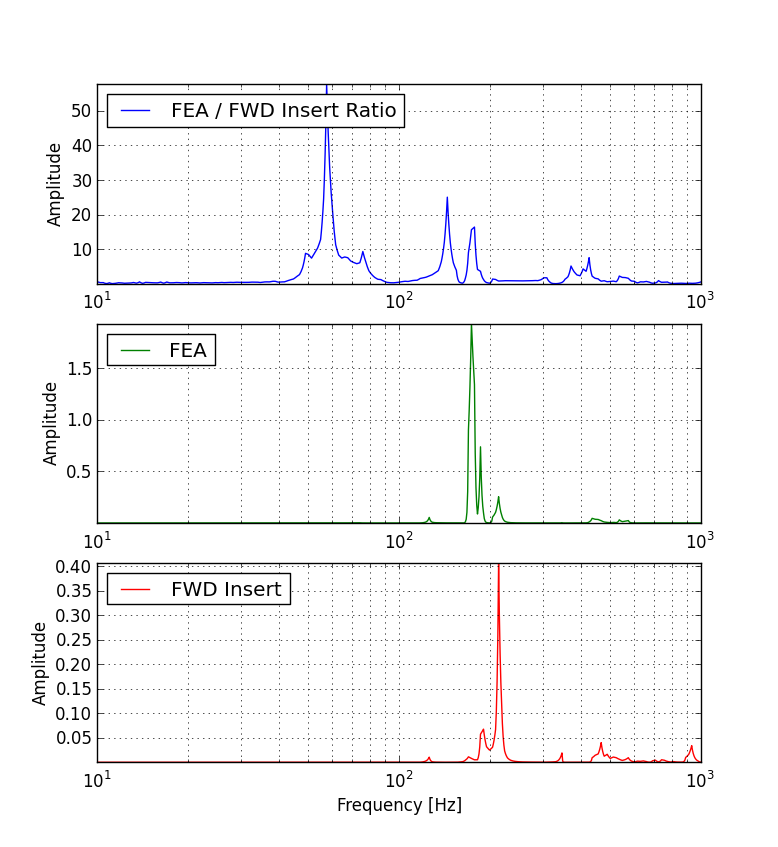 FEA / FWD Insert Ratio
Amplitude
50
40
30
20
10
10^1 10^2 10^3
FEA
Amplitude
1.5
1.0
0.5
10^1 10^2 10^3
FWD Insert
Amplitude
0.40
0.35
0.30
0.25
0.20
0.15
0.10
0.05
10^1 10^2 10^3
Frequency [Hz]